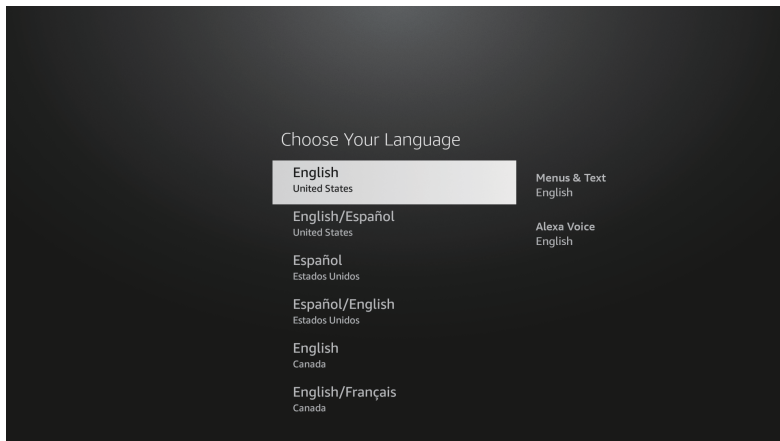 Choose Your Language
English
United States
English/Español
United States
Español
Estados Unidos
Español/English
Estados Unidos
English
Canada
English/Français
Canada
Menus & Text
English
Alexa Voice
English